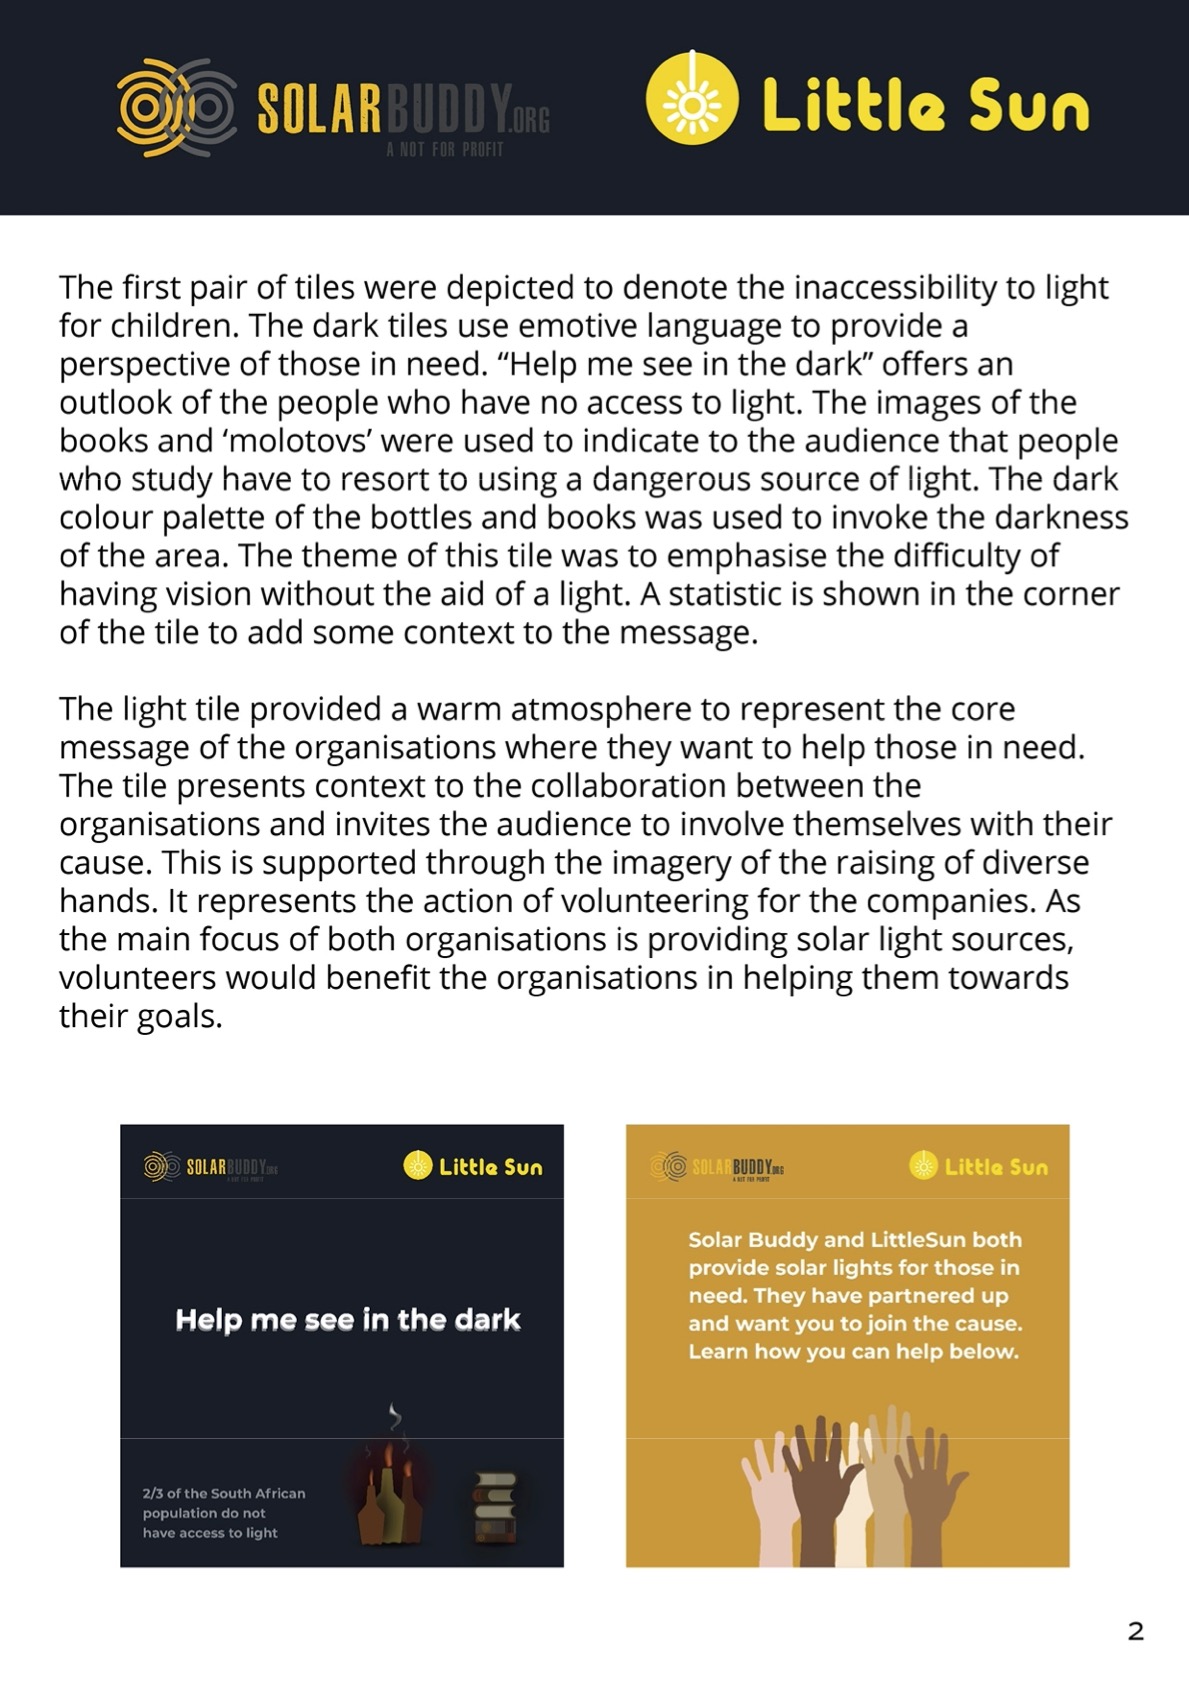 SOLARBUDDY.ORG
A NOT FOR PROFIT
Little Sun
The first pair of tiles were depicted to denote the inaccessibility to light
for children. The dark tiles use emotive language to provide a
perspective of those in need. “Help me see in the dark” offers an
outlook of the people who have no access to light. The images of the
books and ‘molotovs’ were used to indicate to the audience that people
who study have to resort to using a dangerous source of light. The dark
colour palette of the bottles and books was used to invoke the darkness
of the area. The theme of this tile was to emphasise the difficulty of
having vision without the aid of a light. A statistic is shown in the corner
of the tile to add some context to the message.
The light tile provided a warm atmosphere to represent the core
message of the organisations where they want to help those in need.
The tile presents context to the collaboration between the
organisations and invites the audience to involve themselves with their
cause. This is supported through the imagery of the raising of diverse
hands. It represents the action of volunteering for the companies. As
the main focus of both organisations is providing solar light sources,
volunteers would benefit the organisations in helping them towards
their goals.
SOLARBUDDY.ORG
A NOT FOR PROFIT
Little Sun
Help me see in the dark
2/3 of the South African
population do not
have access to light
SOLARBUDDY.ORG
A NOT FOR PROFIT
Little Sun
Solar Buddy and LittleSun both
provide solar lights for those in
need. They have partnered up
and want you to join the cause.
Learn how you can help below.
2